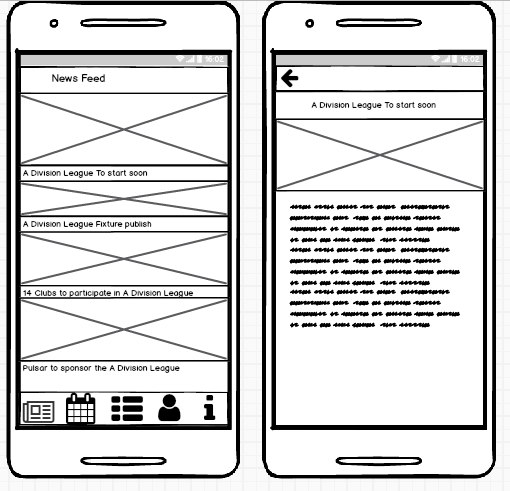 16:02
News Feed
A Division League To start soon
A Division League Fixture publish
14 Clubs to participate in A Division League
Pulsar to sponsor the A Division League
16:02
A Division League To start soon